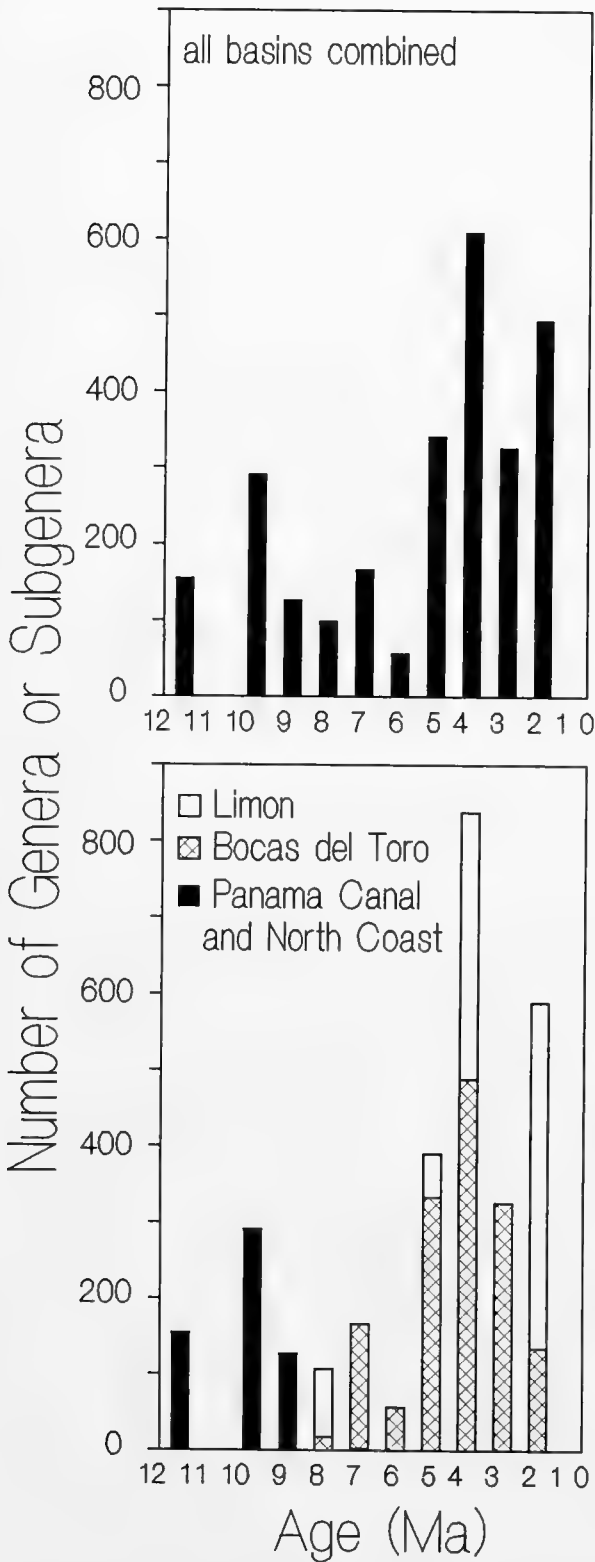 Number of Genera or Subgenera
all basins combined
800
600
400
200
0
12 11 10 9 8 7 6 5 4 3 2 1 0
Limon
Bocas del Toro
Panama Canal
and North Coast
800
600
400
200
0
12 11 10 9 8 7 6 5 4 3 2 1 0
Age (Ma)